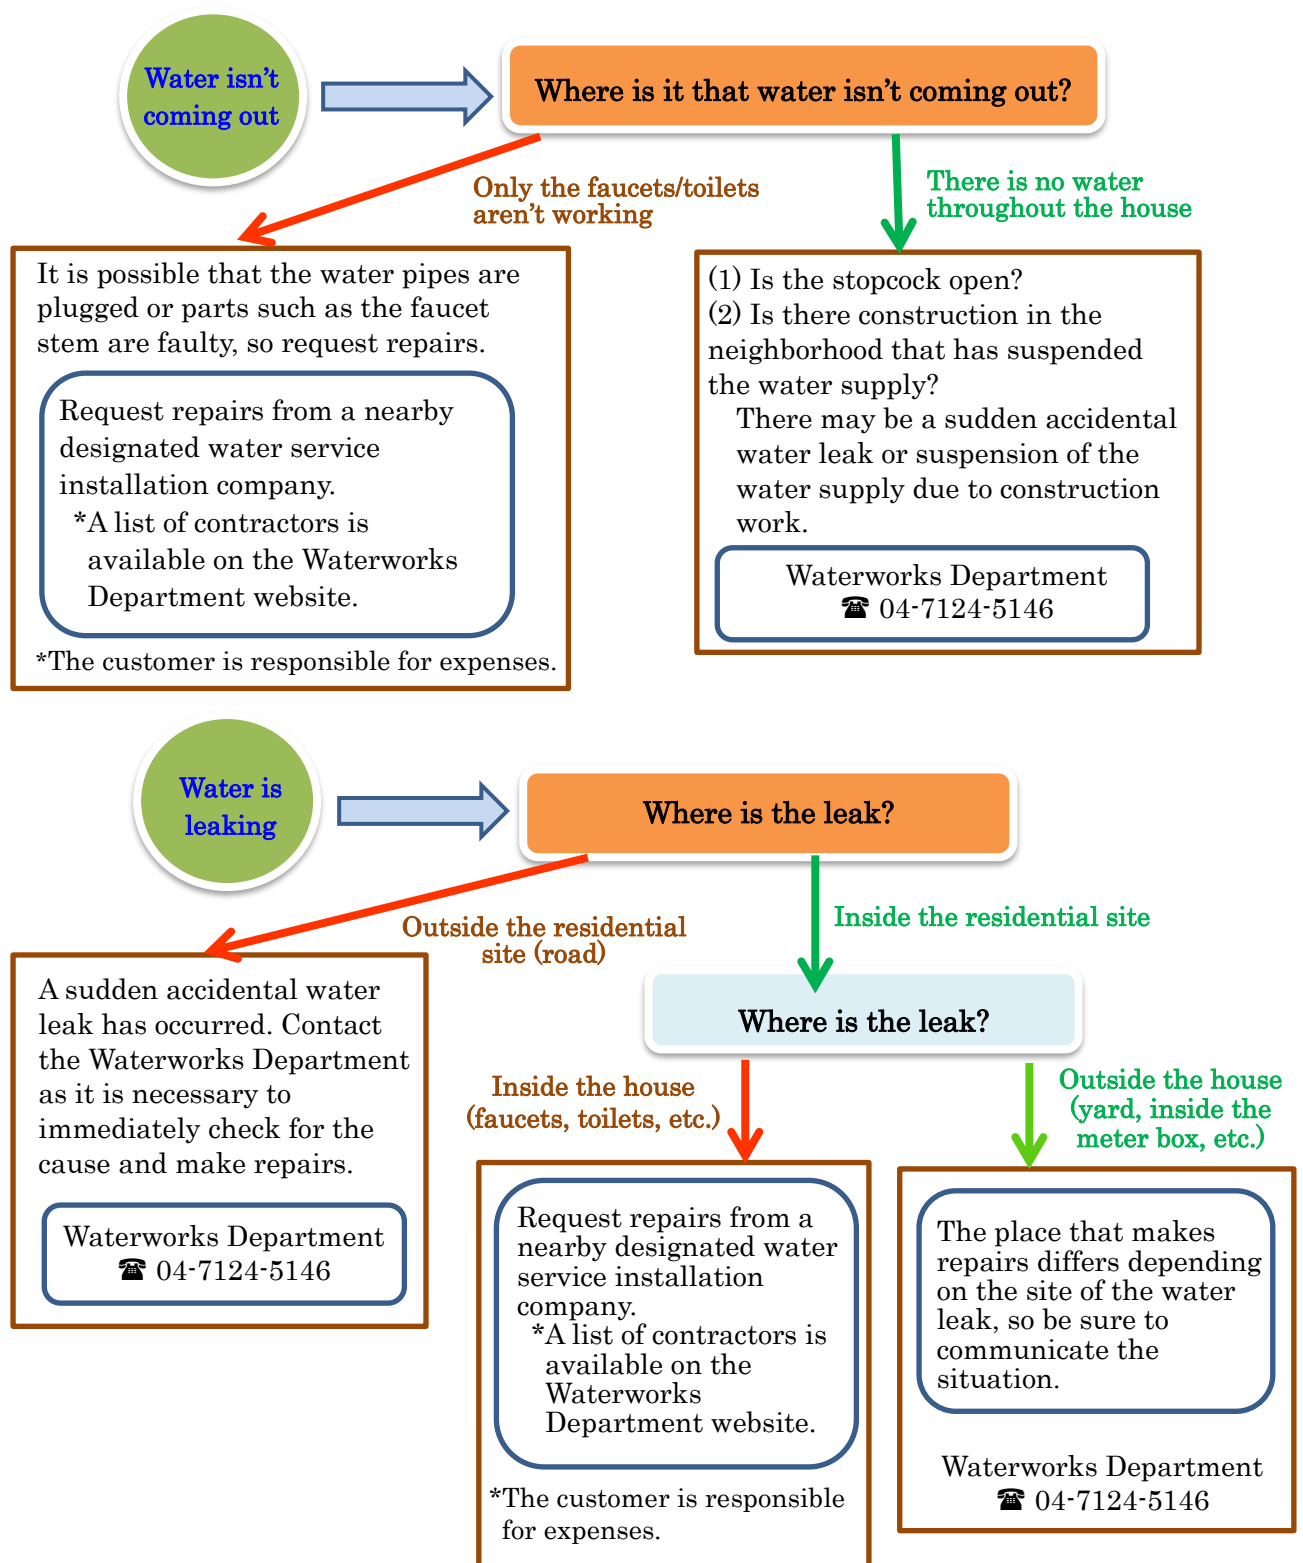 Water isn't
coming out
Where is it that water isn't coming out?
Only the faucets/toilets
aren't working
There is no water
throughout the house
It is possible that the water pipes are
plugged or parts such as the faucet
stem are faulty, so request repairs.
Request repairs from a nearby
designated water service
installation company.
*A list of contractors is
available on the Waterworks
Department website.
*The customer is responsible for expenses.
(1) Is the stopcock open?
(2) Is there construction in the
neighborhood that has suspended
the water supply?
There may be a sudden accidental
water leak or suspension of the
water supply due to construction
work.
Waterworks Department
☎ 04-7124-5146
Water is
leaking
Where is the leak?
Outside the residential
site (road)
Inside the residential site
A sudden accidental water
leak has occurred. Contact
the Waterworks Department
as it is necessary to
immediately check for the
cause and make repairs.
Waterworks Department
☎ 04-7124-5146
Where is the leak?
Inside the house
(faucets, toilets, etc.)
Outside the house
(yard, inside the
meter box, etc.)
Request repairs from a
nearby designated water
service installation
company.
*A list of contractors is
available on the
Waterworks
Department website.
*The customer is responsible
for expenses.
The place that makes
repairs differs depending
on the site of the water
leak, so be sure to
communicate the
situation.
Waterworks Department
☎ 04-7124-5146